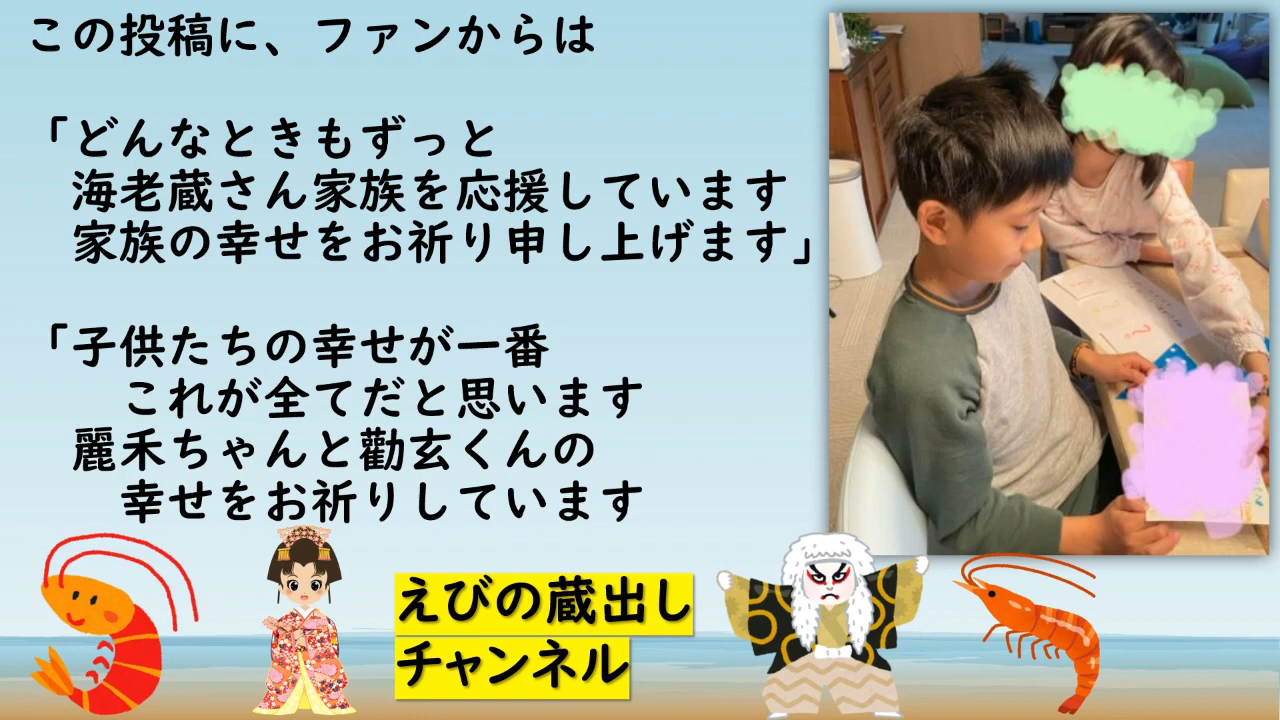 この投稿に、ファンからは
「どんなときもずっと
海老蔵さん家族を応援しています
家族の幸せをお祈り申し上げます」
「子供たちの幸せが一番
これが全てだと思います
麗禾ちゃんと勸玄くんの
幸せをお祈りしています
えびの蔵出し
チャンネル